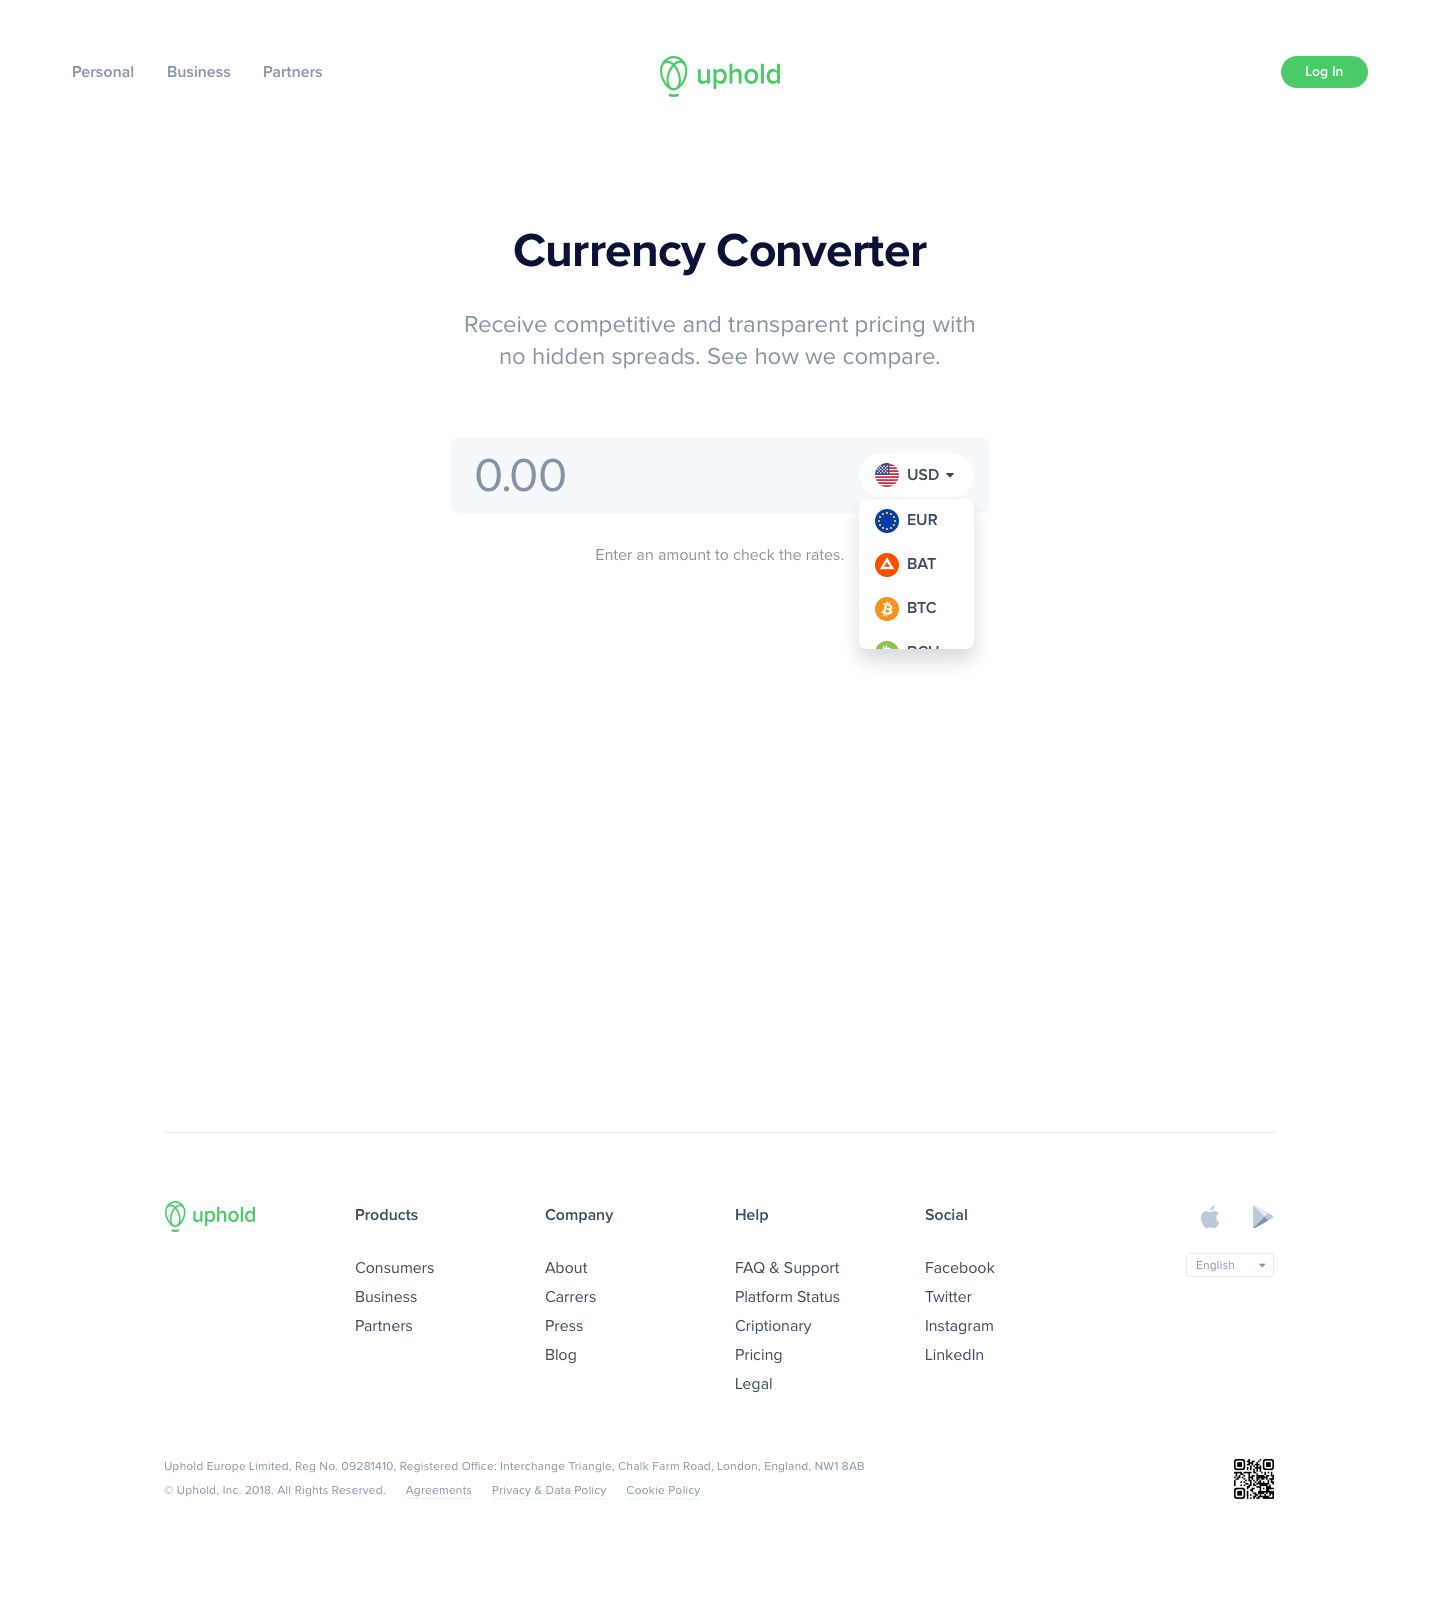 Personal Business Partners
uphold
Log In
Currency Converter
Receive competitive and transparent pricing with
no hidden spreads. See how we compare.
0.00
USD
EUR
BAT
BTC
BCH
Enter an amount to check the rates.
uphold
Products
Consumers
Business
Partners
Company
About
Carrers
Press
Blog
Help
FAQ & Support
Platform Status
Criptionary
Pricing
Legal
Social
Facebook
Twitter
Instagram
LinkedIn
English
Uphold Europe Limited, Reg No. 09281410, Registered Office: Interchange Triangle, Chalk Farm Road, London, England, NW1 8AB
© Uphold, Inc. 2018. All Rights Reserved. Agreements Privacy & Data Policy Cookie Policy